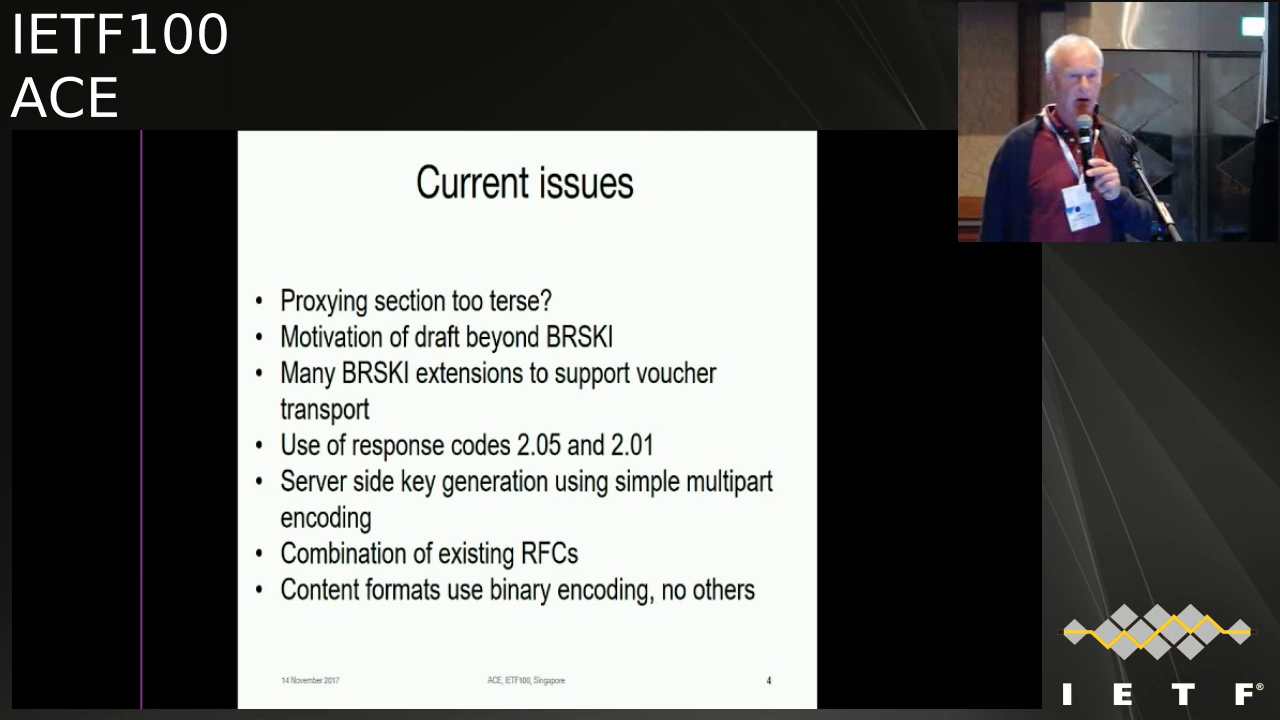 IETF100
ACE
Current issues
• Proxying section too terse?
• Motivation of draft beyond BRSKI
• Many BRSKI extensions to support voucher
transport
• Use of response codes 2.05 and 2.01
• Server side key generation using simple multipart
encoding
• Combination of existing RFCs
• Content formats use binary encoding, no others
14 November 2017
ACE, IETF100, Singapore
4
I E T F®